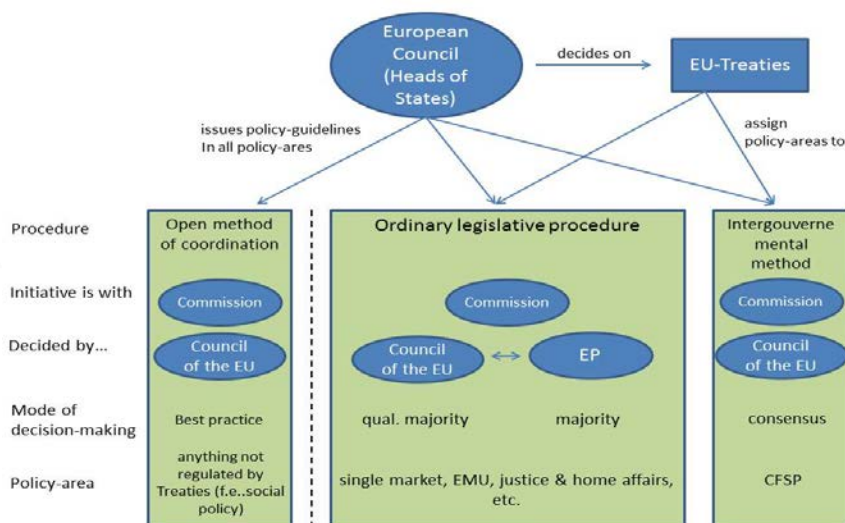 European
Council
(Heads of
States)
decides on
EU-Treaties
issues policy-guidelines
In all policy-ares
assign
policy-areas to
Procedure
Open method
of coordination
Ordinary legislative procedure
Intergouverne
mental
method
Initiative is with
Commission
Commission
Commission
Decided by...
Council
of the EU
Council
of the EU
EP
Council
of the EU
Mode of
decision-making
Best practice
qual. majority
majority
consensus
Policy-area
anything not
regulated by
Treaties (f.e..social
policy)
single market, EMU, justice & home affairs,
etc.
CFSP